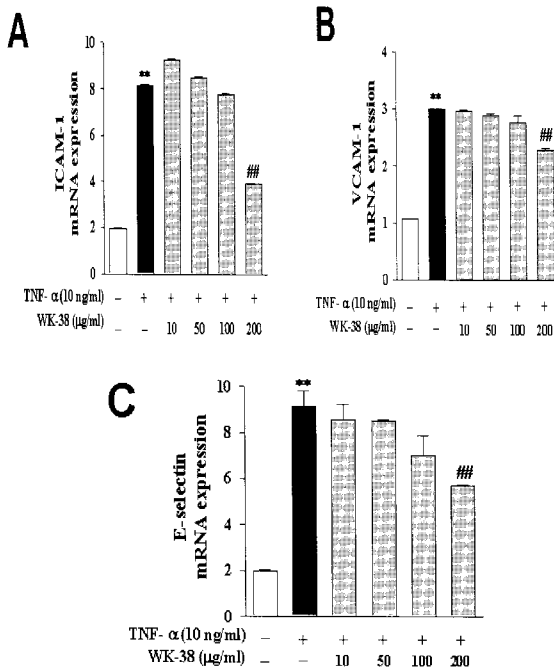 A
ICAM-1
mRNA expression
10
8
6
4
2
0
**
##
TNF- α (10 ng/ml) – + + + + +
WK-38 (μg/ml) – – 10 50 100 200
B
VCAM-1
mRNA expression
4
3
2
1
0
**
##
TNF- α (10 ng/ml) – + + + + +
WK-38 (μg/ml) – – 10 50 100 200
C
E-selectin
mRNA expression
10
8
6
4
2
0
**
##
TNF- α (10 ng/ml) – + + + + +
WK-38 (μg/ml) – – 10 50 100 200